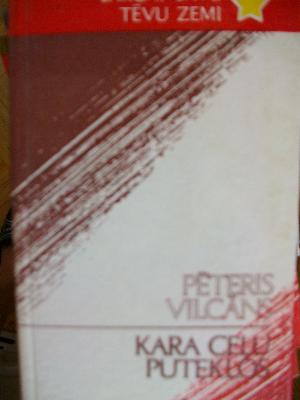 TĒVU ZEMI
PĒTERIS
VILCĀNS
KARA CEĻU
PUTEKĻOS